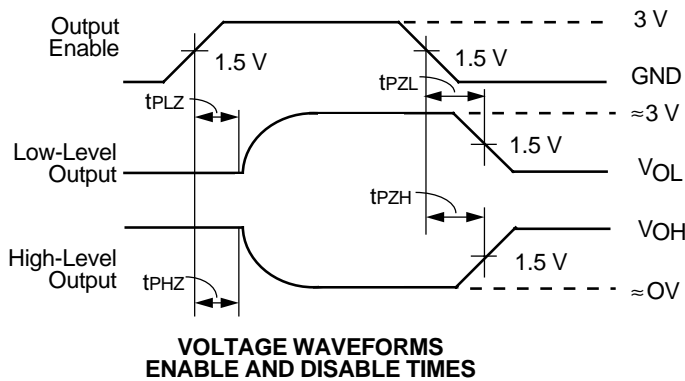 Output
Enable
3 V
1.5 V
1.5 V
GND
tPLZ
tPZL
≈3 V
Low-Level
Output
1.5 V
VOL
tPZH
VOH
High-Level
Output
1.5 V
tPHZ
≈OV
VOLTAGE WAVEFORMS
ENABLE AND DISABLE TIMES